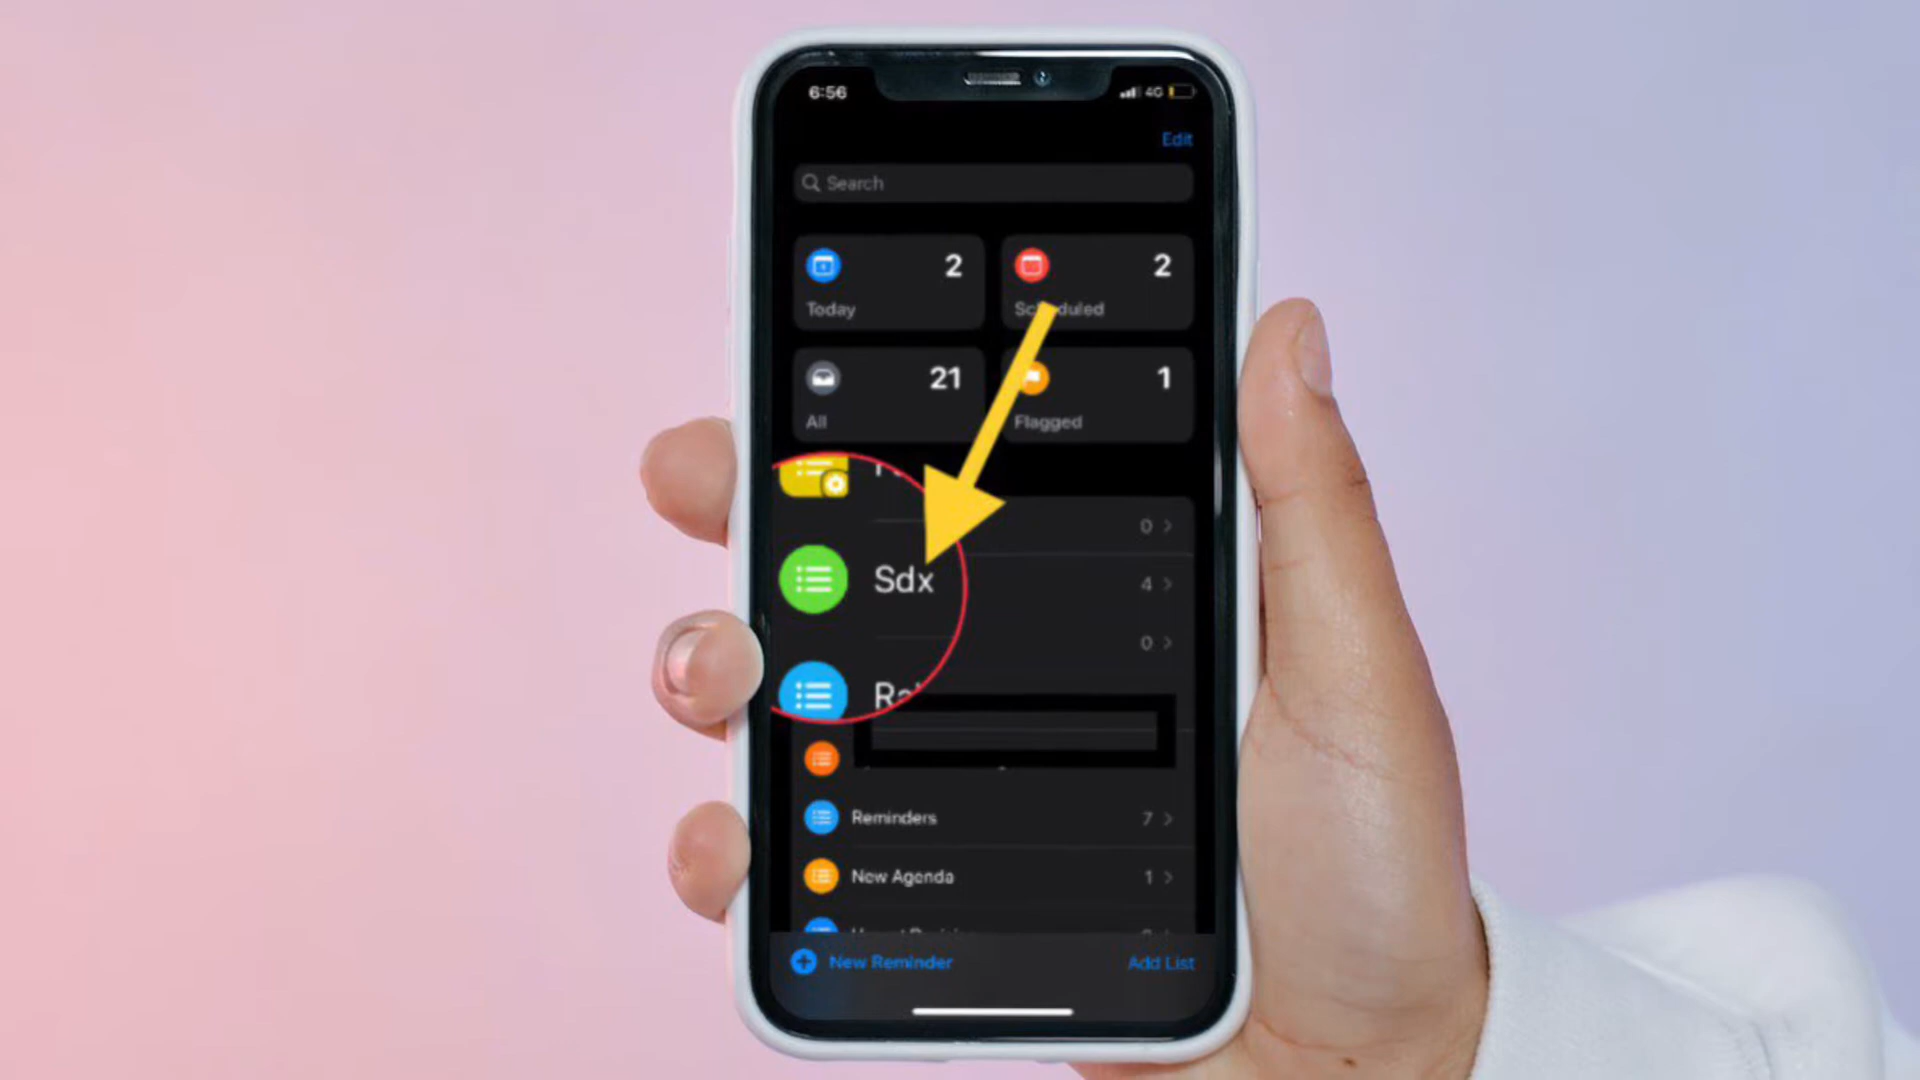 6:56 4G
Edit
Search
2 2
Today Scheduled
21 1
All Flagged
0
Sdx 4
0
Reminders 7
New Agenda 1
New Reminder Add List